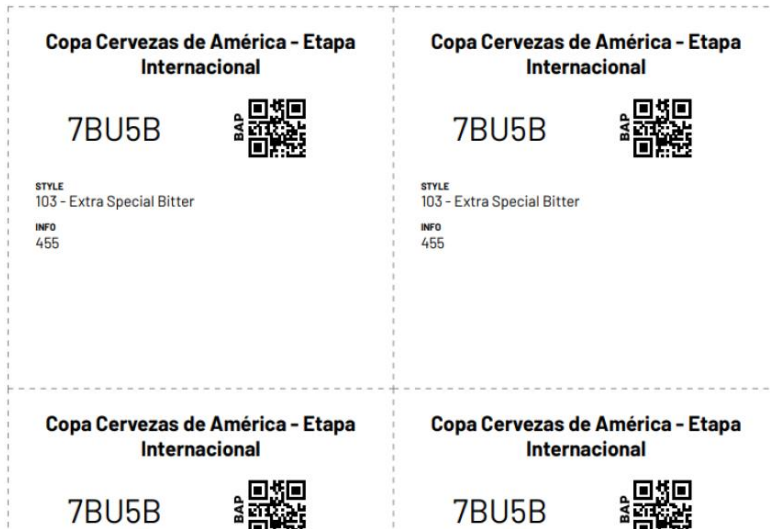 Copa Cervezas de América - Etapa
Internacional
7BU5B
BAP
STYLE
103 - Extra Special Bitter
INFO
455
Copa Cervezas de América - Etapa
Internacional
7BU5B
BAP
STYLE
103 - Extra Special Bitter
INFO
455
Copa Cervezas de América - Etapa
Internacional
7BU5B
BAP
Copa Cervezas de América - Etapa
Internacional
7BU5B
BAP